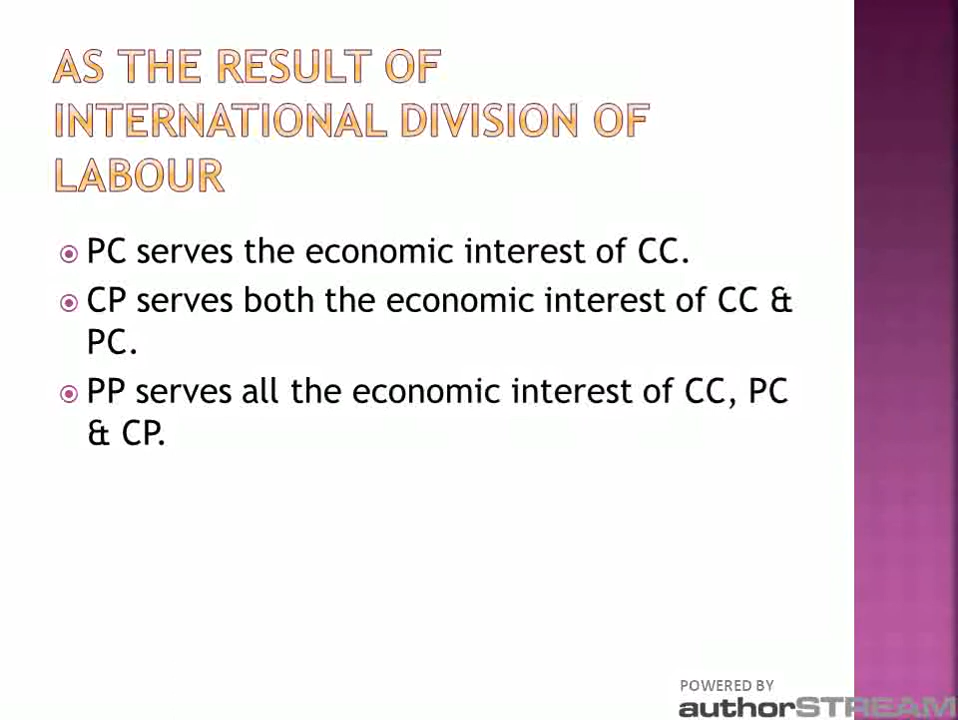 AS THE RESULT OF
INTERNATIONAL DIVISION OF
LABOUR
PC serves the economic interest of CC.
CP serves both the economic interest of CC &
PC.
PP serves all the economic interest of CC, PC
& CP.
POWERED BY
authorSTREAM